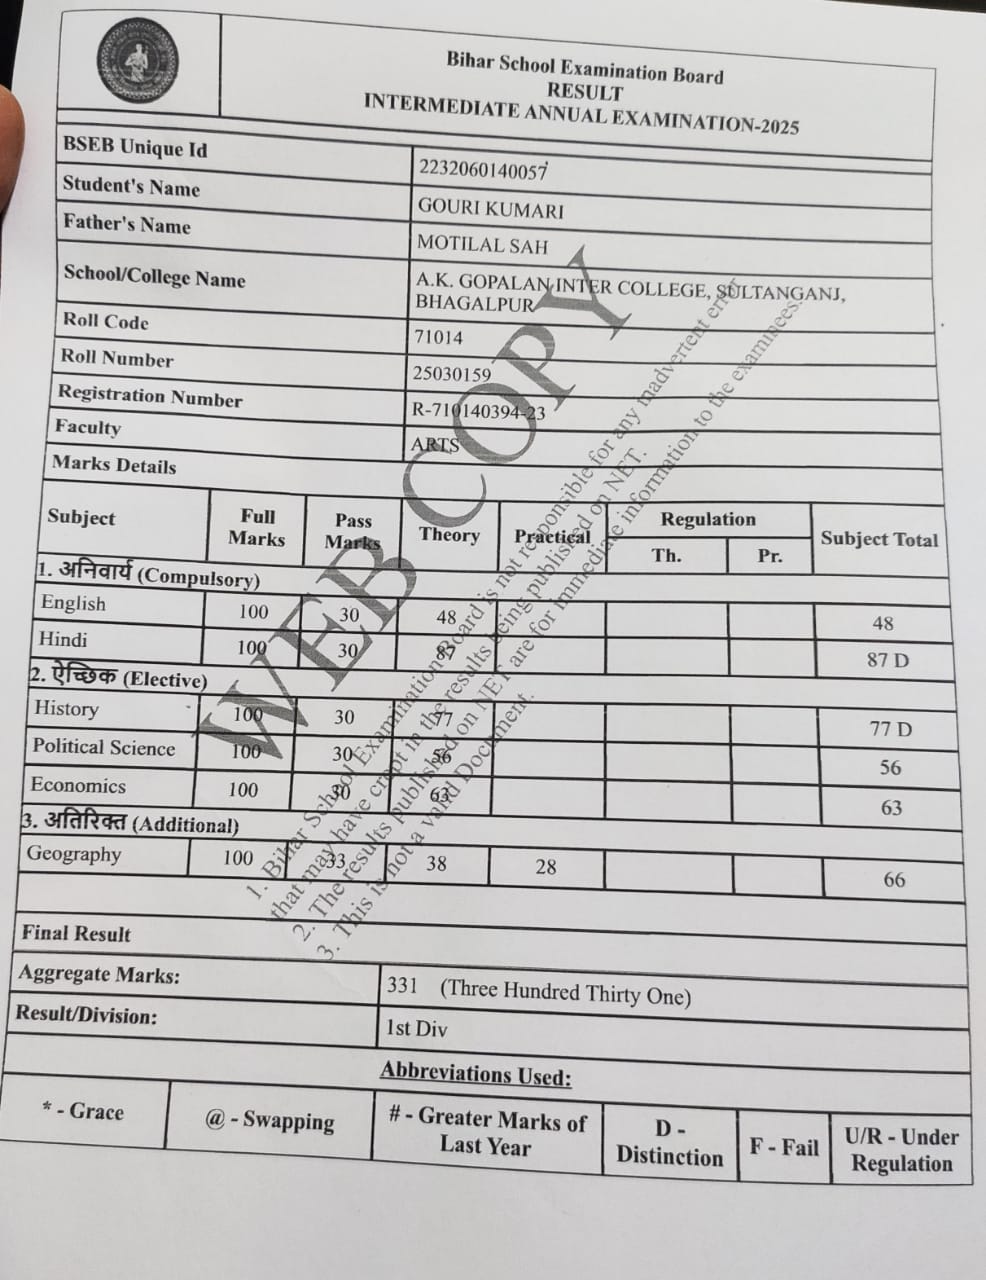 Bihar School Examination Board
RESULT
INTERMEDIATE ANNUAL EXAMINATION-2025
BSEB Unique Id 2232060140057
Student's Name GOURI KUMARI
Father's Name MOTILAL SAH
School/College Name A.K. GOPALAN INTER COLLEGE, SULTANGANJ,
BHAGALPUR
Roll Code 71014
Roll Number 25030159
Registration Number R-710140394-23
Faculty ARTS
Marks Details
Subject Full Marks Pass Marks Theory Practical Regulation Th. Pr. Subject Total
1. अनिवार्य (Compulsory)
English 100 30 48 48
Hindi 100 30 87 87 D
2. ऐच्छिक (Elective)
History 100 30 77 77 D
Political Science 100 30 56 56
Economics 100 30 63 63
3. अतिरिक्त (Additional)
Geography 100 33 38 28 66
Final Result
Aggregate Marks: 331 (Three Hundred Thirty One)
Result/Division: 1st Div
Abbreviations Used:
* - Grace @ - Swapping # - Greater Marks of Last Year D - Distinction F - Fail U/R - Under Regulation
WEB COPY
1. Bihar School Examination Board is not responsible for any inadvertent error
that may have crept in the results being published on NET.
2. The results published on NET are for immediate information to the examinees.
3. This is not a valid Document.